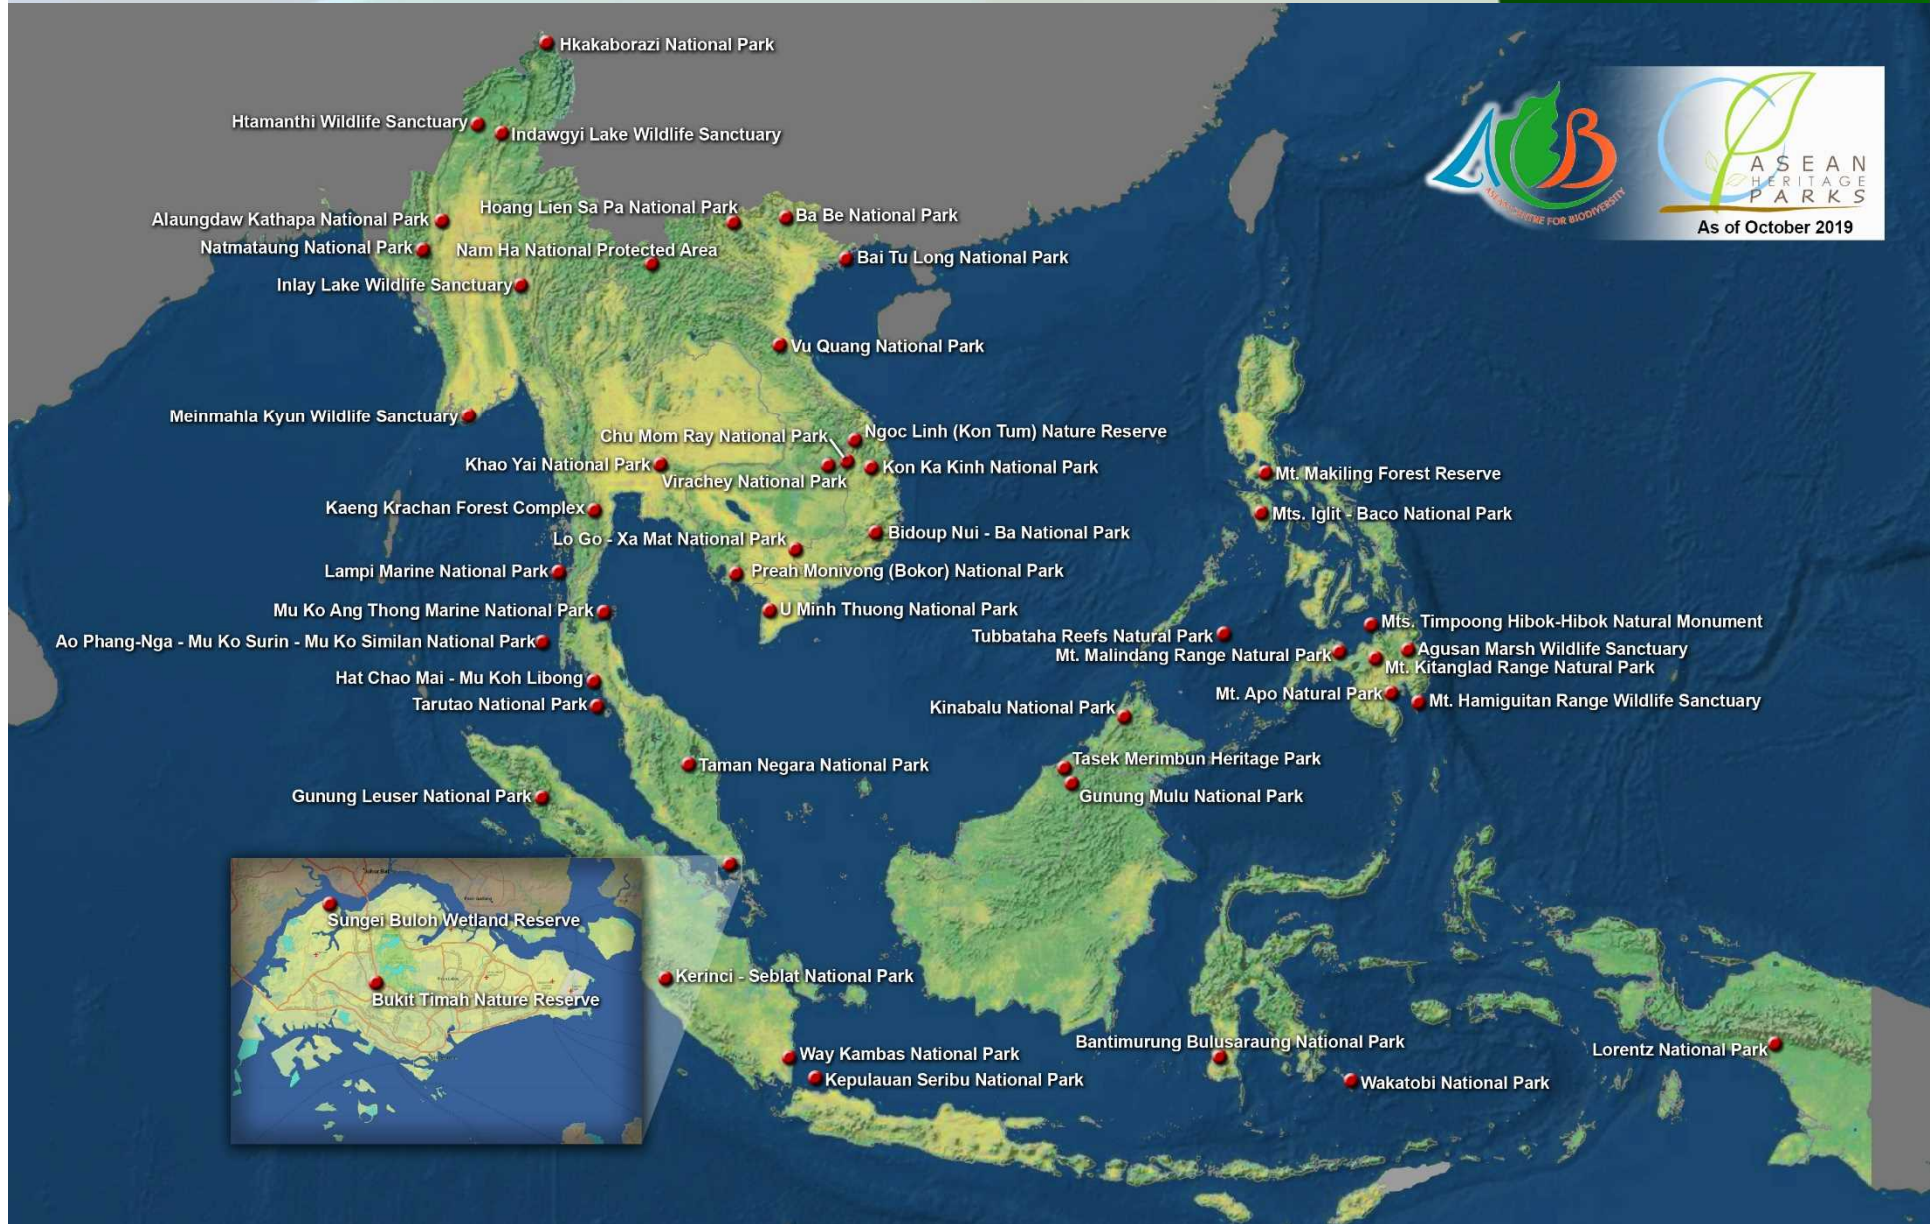 Hkakaborazi National Park
Htamanthi Wildlife Sanctuary
Indawgyi Lake Wildlife Sanctuary
ACB
ASEAN CENTRE FOR BIODIVERSITY
ASEAN
HERITAGE
PARKS
As of October 2019
Alaungdaw Kathapa National Park
Hoang Lien Sa Pa National Park
Ba Be National Park
Natmataung National Park
Nam Ha National Protected Area
Bai Tu Long National Park
Inlay Lake Wildlife Sanctuary
Vu Quang National Park
Meinmahla Kyun Wildlife Sanctuary
Chu Mom Ray National Park
Ngoc Linh (Kon Tum) Nature Reserve
Khao Yai National Park
Virachey National Park
Kon Ka Kinh National Park
Mt. Makiling Forest Reserve
Kaeng Krachan Forest Complex
Mts. Iglit - Baco National Park
Lo Go - Xa Mat National Park
Bidoup Nui - Ba National Park
Lampi Marine National Park
Preah Monivong (Bokor) National Park
Mu Ko Ang Thong Marine National Park
U Minh Thuong National Park
Mts. Timpoong Hibok-Hibok Natural Monument
Ao Phang-Nga - Mu Ko Surin - Mu Ko Similan National Park
Tubbataha Reefs Natural Park
Mt. Malindang Range Natural Park
Agusan Marsh Wildlife Sanctuary
Mt. Kitanglad Range Natural Park
Hat Chao Mai - Mu Koh Libong
Tarutao National Park
Mt. Apo Natural Park
Mt. Hamiguitan Range Wildlife Sanctuary
Kinabalu National Park
Taman Negara National Park
Tasek Merimbun Heritage Park
Gunung Leuser National Park
Gunung Mulu National Park
Sungei Buloh Wetland Reserve
Bukit Timah Nature Reserve
Kerinci - Seblat National Park
Way Kambas National Park
Kepulauan Seribu National Park
Bantimurung Bulusaraung National Park
Wakatobi National Park
Lorentz National Park